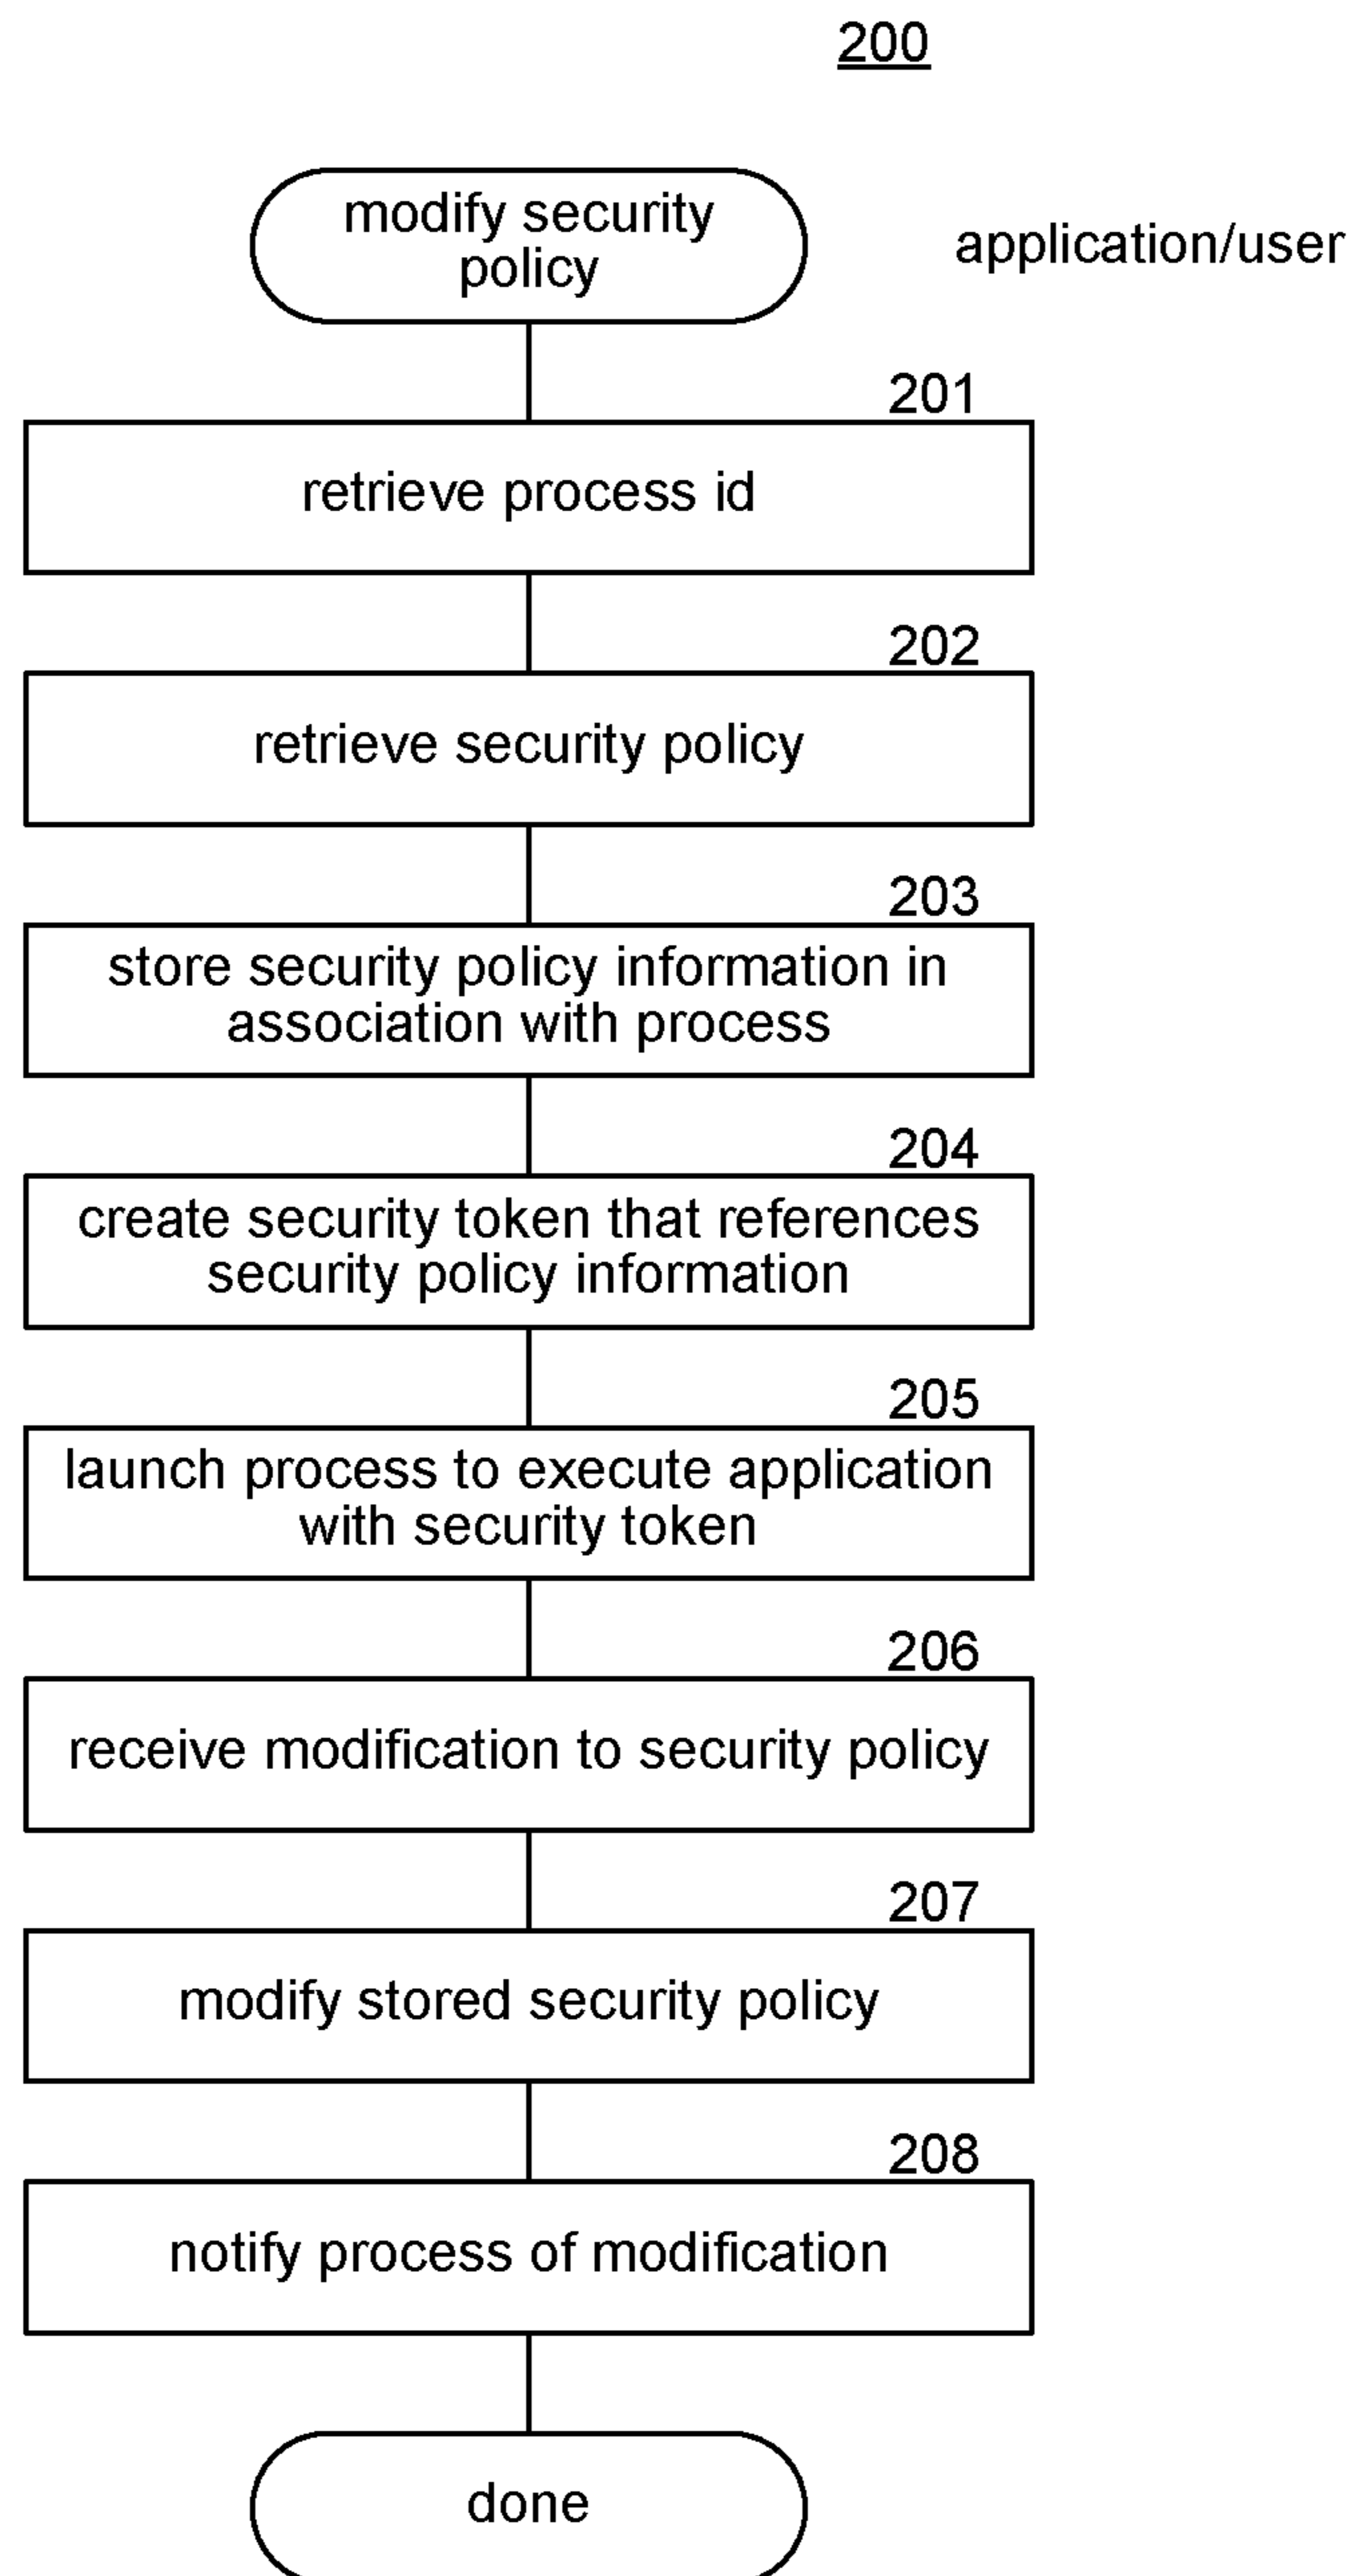 200
modify security
policy
application/user
201
retrieve process id
202
retrieve security policy
203
store security policy information in
association with process
204
create security token that references
security policy information
205
launch process to execute application
with security token
206
receive modification to security policy
207
modify stored security policy
208
notify process of modification
done